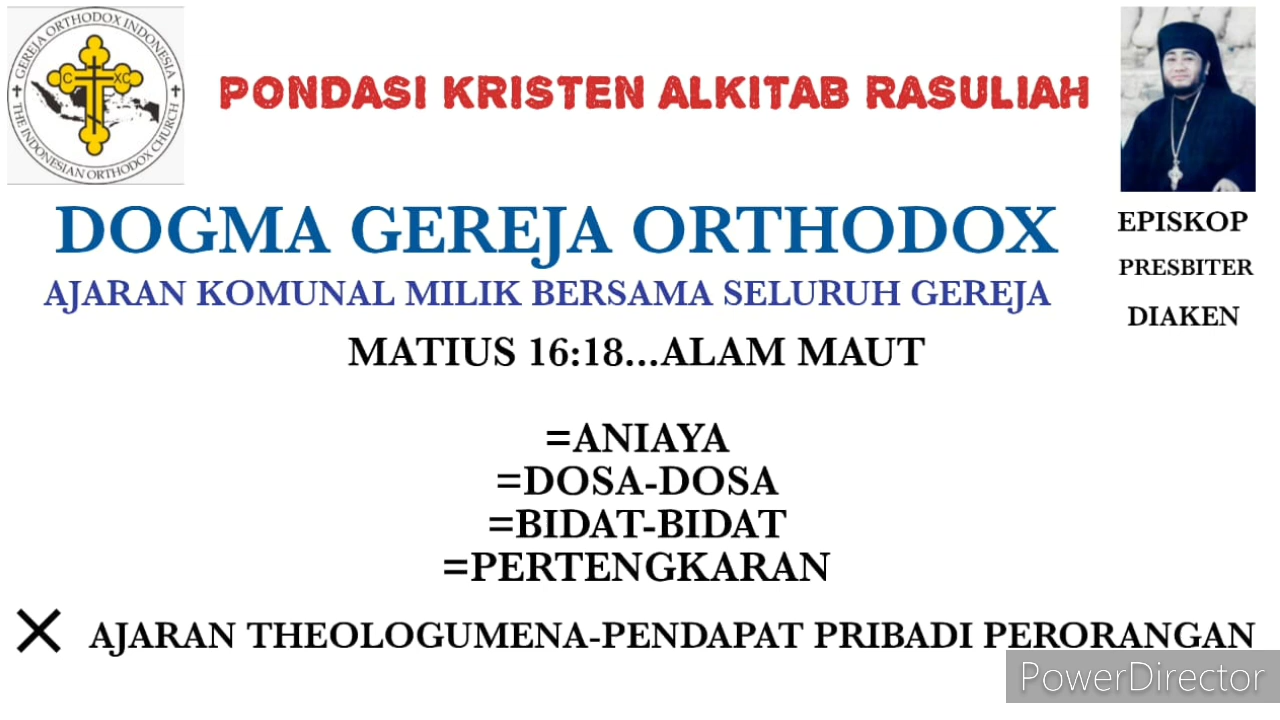 GEREJA ORTHODOX INDONESIA
THE INDONESIAN ORTHODOX CHURCH
C XC
PONDASI KRISTEN ALKITAB RASULIAH
DOGMA GEREJA ORTHODOX
AJARAN KOMUNAL MILIK BERSAMA SELURUH GEREJA
MATIUS 16:18...ALAM MAUT
EPISKOP
PRESBITER
DIAKEN
=ANIAYA
=DOSA-DOSA
=BIDAT-BIDAT
=PERTENGKARAN
X AJARAN THEOLOGUMENA-PENDAPAT PRIBADI PERORANGAN
PowerDirector